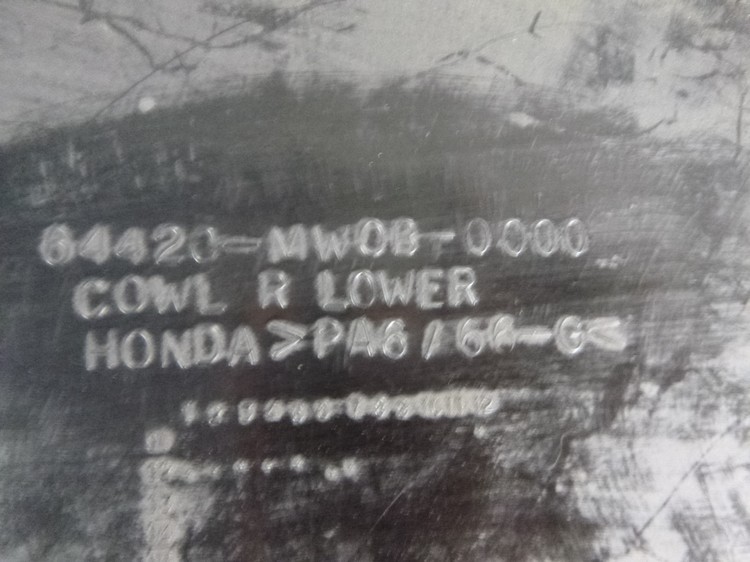 64420-MW0B-0000
COWL R LOWER
HONDA >PA6/66-G<